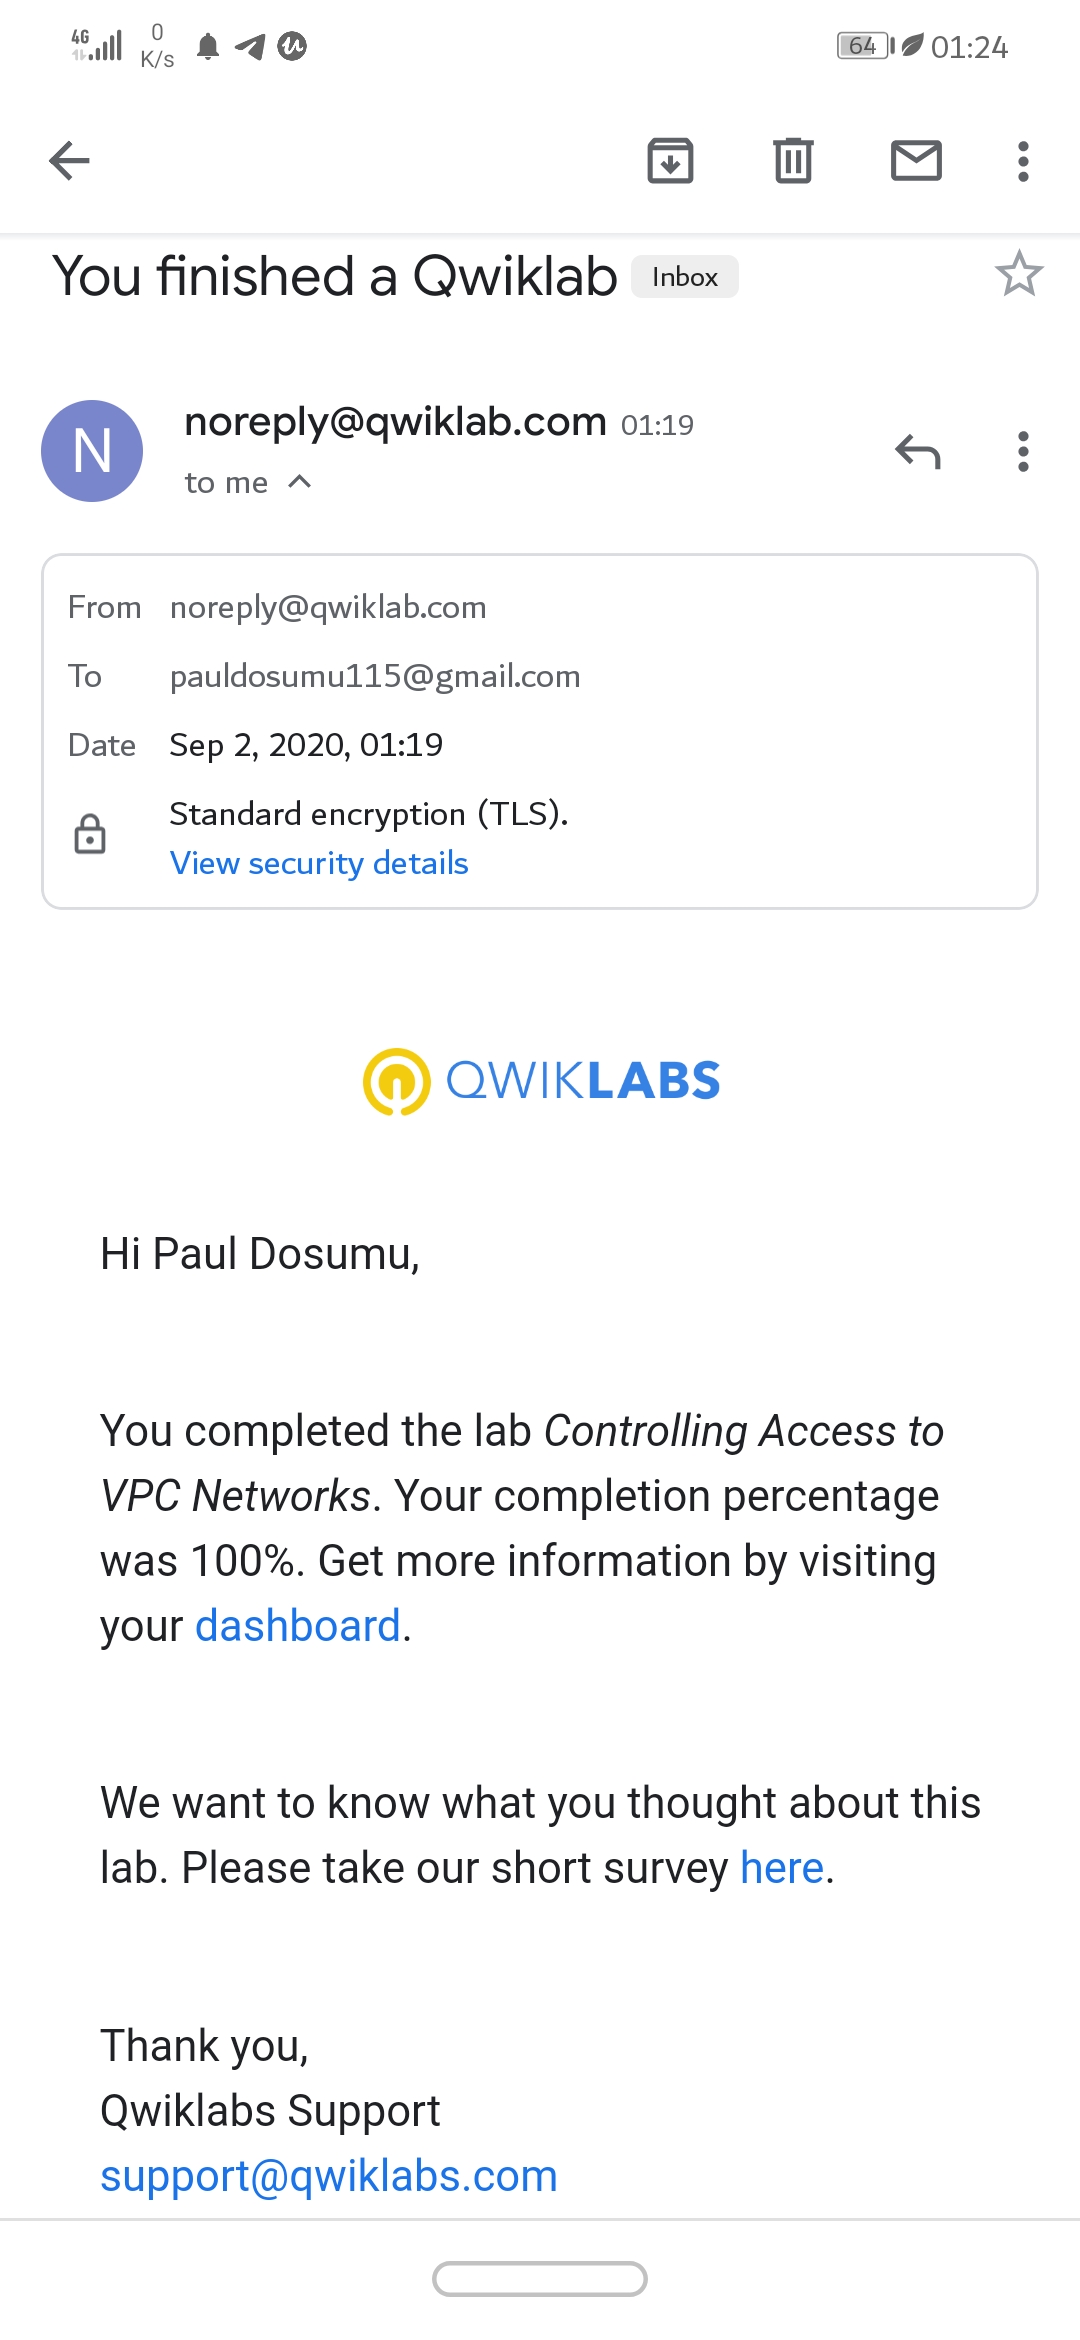 4G 0 K/s 64 01:24
You finished a Qwiklab Inbox
N
noreply@qwiklab.com 01:19
to me
From noreply@qwiklab.com
To pauldosumu115@gmail.com
Date Sep 2, 2020, 01:19
Standard encryption (TLS).
View security details
QWIKLABS
Hi Paul Dosumu,
You completed the lab Controlling Access to
VPC Networks. Your completion percentage
was 100%. Get more information by visiting
your dashboard.
We want to know what you thought about this
lab. Please take our short survey here.
Thank you,
Qwiklabs Support
support@qwiklabs.com